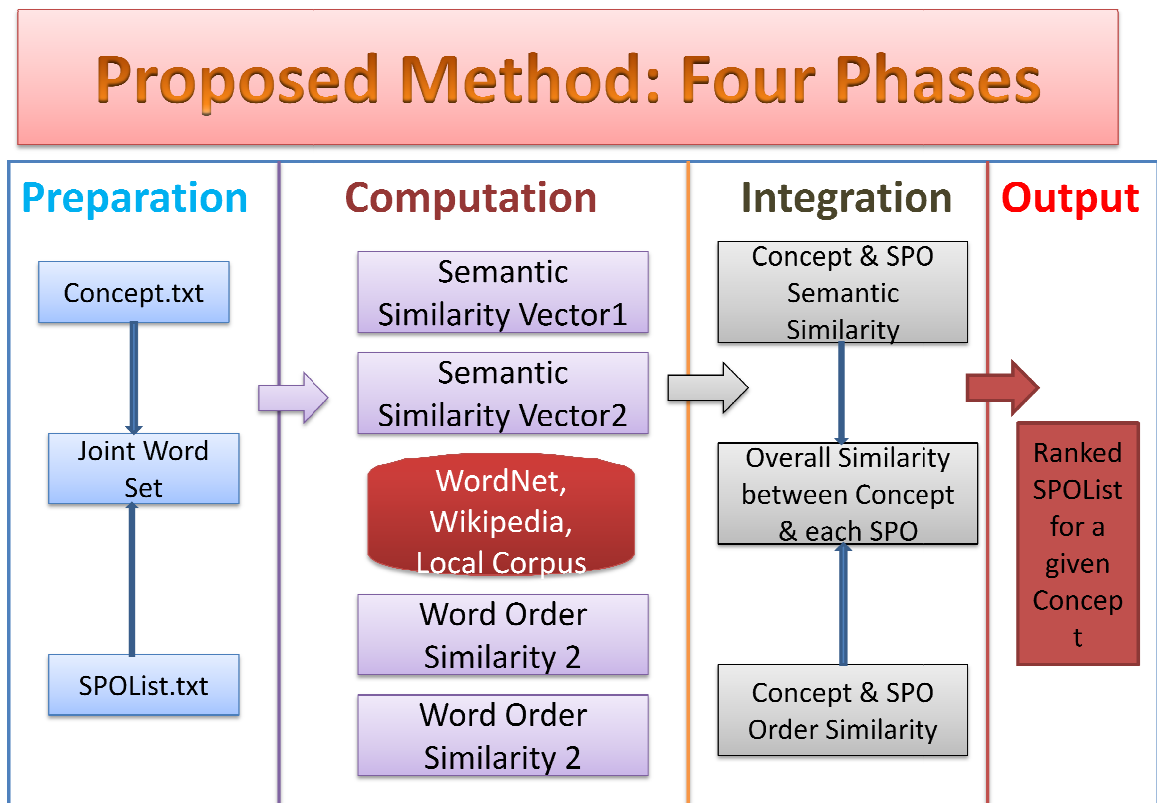 Proposed Method: Four Phases
Preparation
Concept.txt
Joint Word
Set
SPOList.txt
Computation
Semantic
Similarity Vector1
Semantic
Similarity Vector2
WordNet,
Wikipedia,
Local Corpus
Word Order
Similarity 2
Word Order
Similarity 2
Integration
Concept & SPO
Semantic
Similarity
Overall Similarity
between Concept
& each SPO
Concept & SPO
Order Similarity
Output
Ranked
SPOList
for a
given
Concep
t